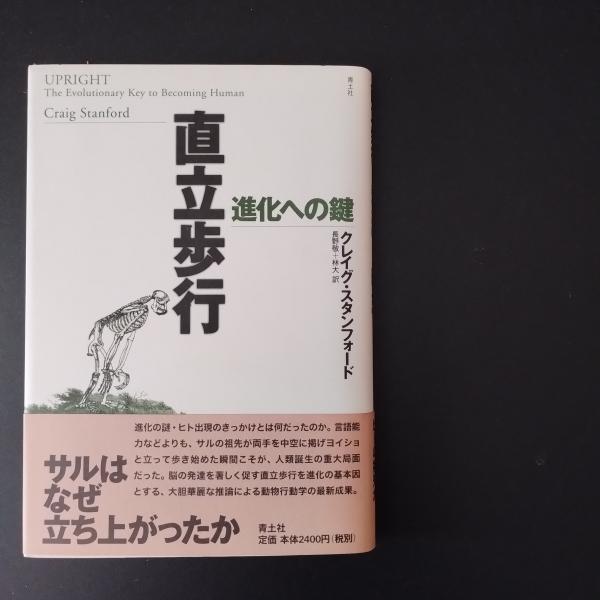 UPRIGHT
The Evolutionary Key to Becoming Human
Craig Stanford
青土社
直立歩行
進化への鍵
クレイグ・スタンフォード
長野敬+林大 訳
進化の謎・ヒト出現のきっかけとは何だったのか。言語能
力などよりも、サルの祖先が両手を中空に掲げヨイショ
と立って歩き始めた瞬間こそが、人類誕生の重大局面
だった。脳の発達を著しく促す直立歩行を進化の基本因
とする、大胆華麗な推論による動物行動学の最新成果。
サルは
なぜ
立ち上がったか
青土社
定価 本体2400円(税別)